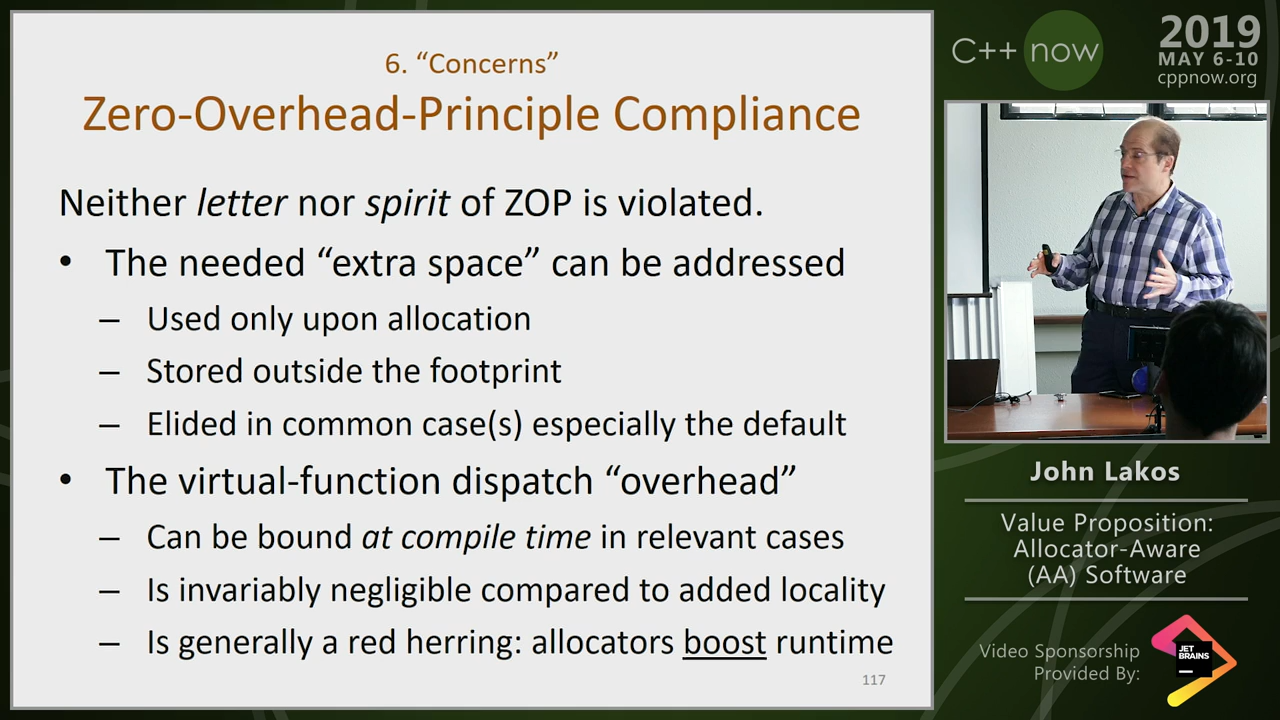 6. “Concerns”
Zero-Overhead-Principle Compliance
Neither letter nor spirit of ZOP is violated.
• The needed “extra space” can be addressed
– Used only upon allocation
– Stored outside the footprint
– Elided in common case(s) especially the default
• The virtual-function dispatch “overhead”
– Can be bound at compile time in relevant cases
– Is invariably negligible compared to added locality
– Is generally a red herring: allocators boost runtime
117
C++ now
2019
MAY 6-10
cppnow.org
John Lakos
Value Proposition:
Allocator-Aware
(AA) Software
Video Sponsorship
Provided By:
JET
BRAINS